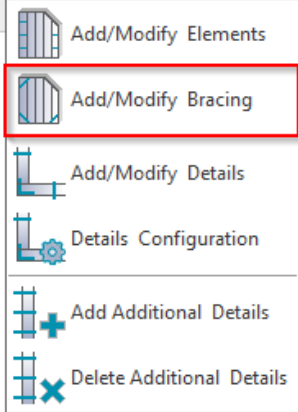 Add/Modify Elements
Add/Modify Bracing
Add/Modify Details
Details Configuration
Add Additional Details
Delete Additional Details